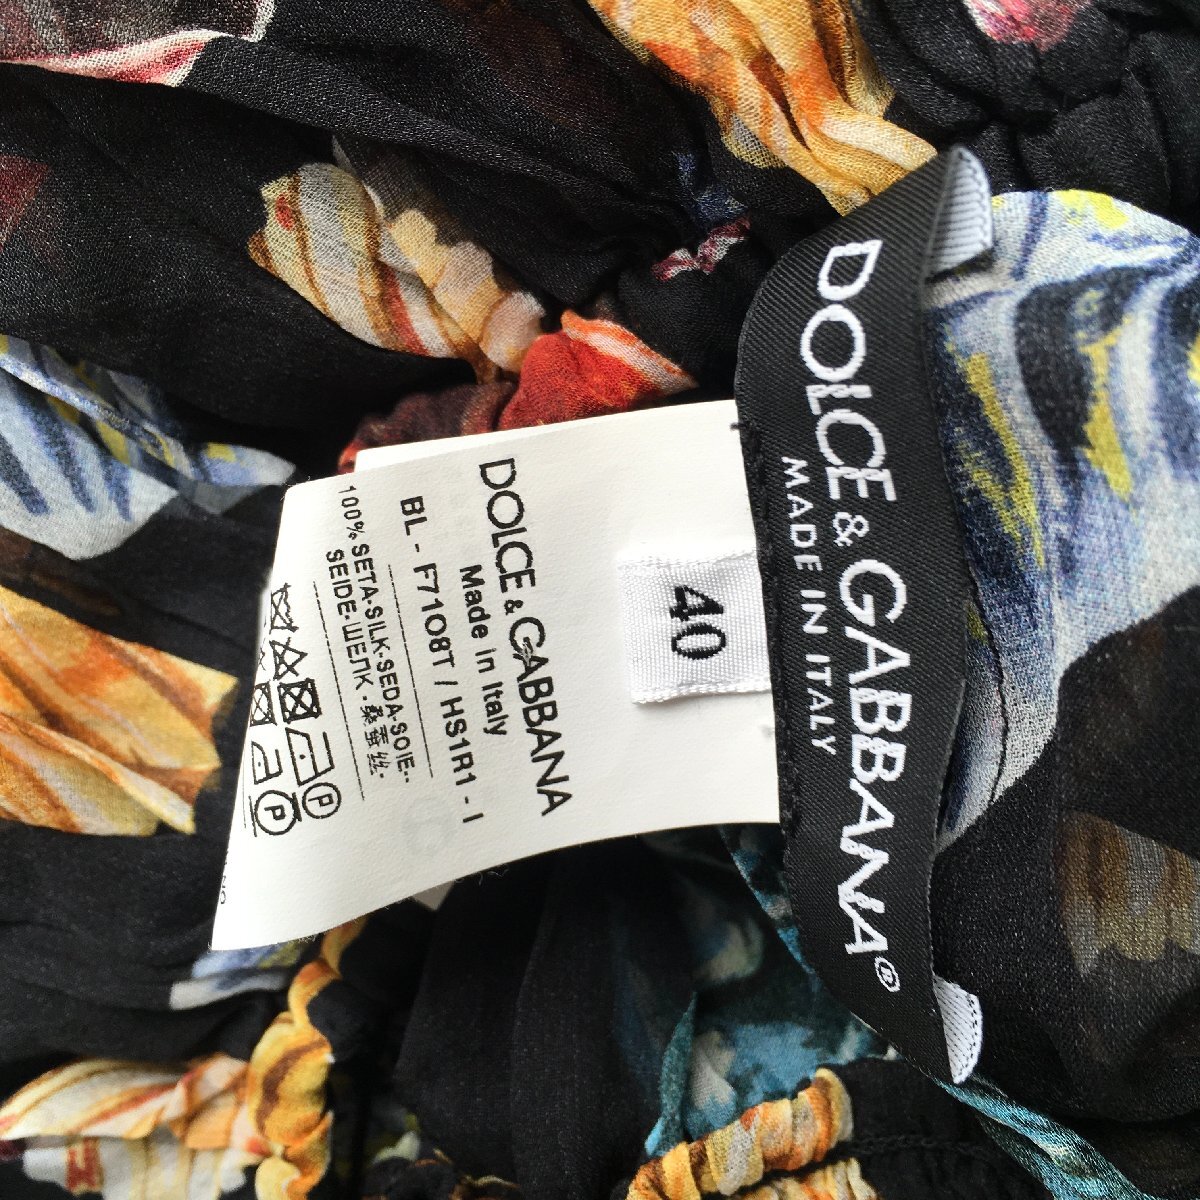 DOLCE & GABBANA®
MADE IN ITALY
40
DOLCE & GABBANA
Made in Italy
BL - F7108T / HS1R1 - I
100% SETA·SILK·SEDA·SOIE··
SEIDE·ШЕЛК·桑蚕丝·
P
P